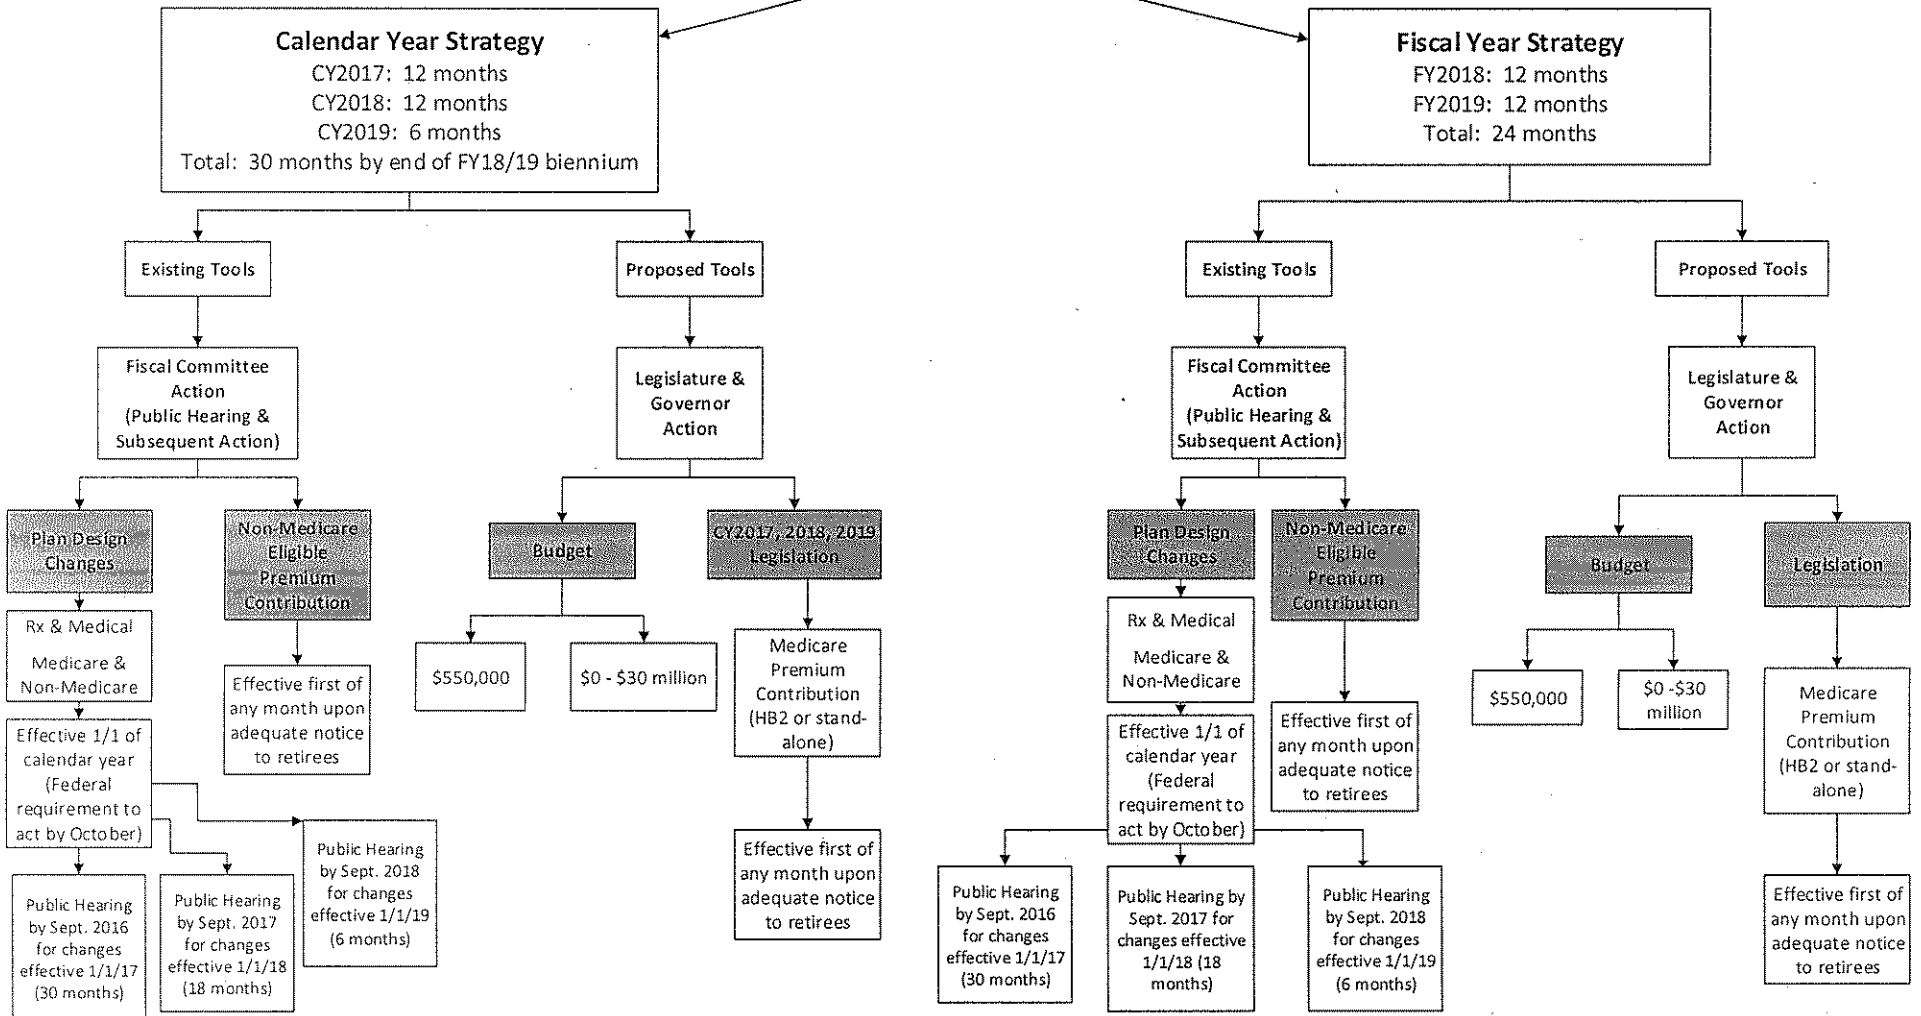 Calendar Year Strategy
CY2017: 12 months
CY2018: 12 months
CY2019: 6 months
Total: 30 months by end of FY18/19 biennium
Existing Tools
Proposed Tools
Fiscal Committee
Action
(Public Hearing &
Subsequent Action)
Legislature &
Governor
Action
Plan Design
Changes
Non-Medicare
Eligible
Premium
Contribution
Budget
CY2017, 2018, 2019
Legislation
Rx & Medical
Medicare &
Non-Medicare
Effective first of
any month upon
adequate notice
to retirees
$550,000
$0 - $30 million
Medicare
Premium
Contribution
(HB2 or stand-
alone)
Effective 1/1 of
calendar year
(Federal
requirement to
act by October)
Effective first of
any month upon
adequate notice
to retirees
Public Hearing
by Sept. 2016
for changes
effective 1/1/17
(30 months)
Public Hearing
by Sept. 2017
for changes
effective 1/1/18
(18 months)
Public Hearing
by Sept. 2018
for changes
effective 1/1/19
(6 months)
Fiscal Year Strategy
FY2018: 12 months
FY2019: 12 months
Total: 24 months
Existing Tools
Proposed Tools
Fiscal Committee
Action
(Public Hearing &
Subsequent Action)
Legislature &
Governor
Action
Plan Design
Changes
Non-Medicare
Eligible
Premium
Contribution
Budget
Legislation
Rx & Medical
Medicare &
Non-Medicare
Effective first of
any month upon
adequate notice
to retirees
$550,000
$0 -$30
million
Medicare
Premium
Contribution
(HB2 or stand-
alone)
Effective 1/1 of
calendar year
(Federal
requirement to
act by October)
Effective first of
any month upon
adequate notice
to retirees
Public Hearing
by Sept. 2016
for changes
effective 1/1/17
(30 months)
Public Hearing by
Sept. 2017 for
changes effective
1/1/18 (18
months)
Public Hearing
by Sept. 2018
for changes
effective 1/1/19
(6 months)